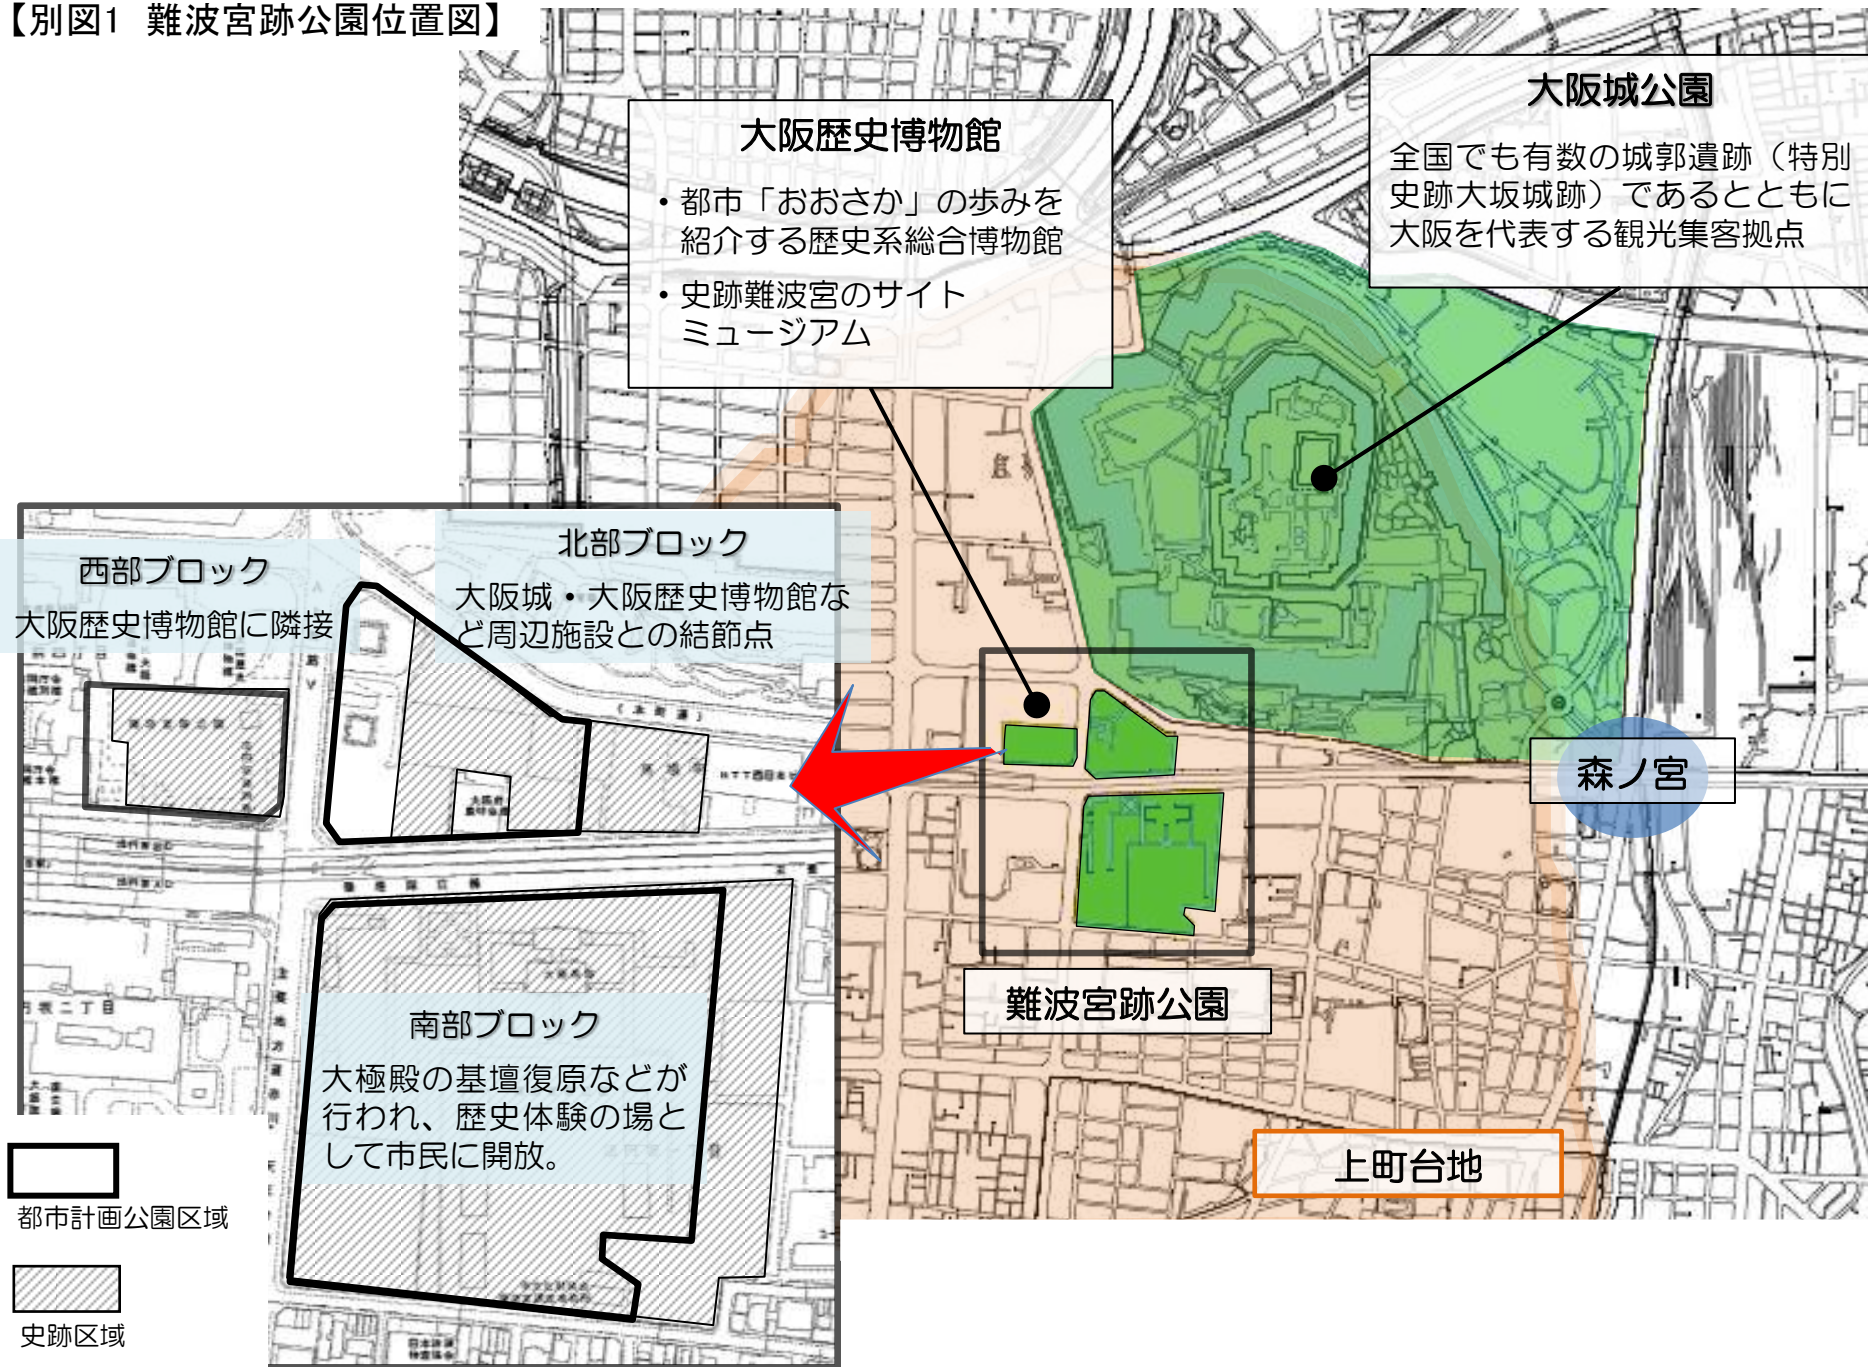 【別図1 難波宮跡公園位置図】
大阪城公園
全国でも有数の城郭遺跡（特別
史跡大坂城跡）であるとともに
大阪を代表する観光集客拠点
大阪歴史博物館
・都市「おおさか」の歩みを
紹介する歴史系総合博物館
・史跡難波宮のサイト
ミュージアム
北部ブロック
大阪城・大阪歴史博物館な
ど周辺施設との結節点
西部ブロック
大阪歴史博物館に隣接
森ノ宮
難波宮跡公園
南部ブロック
大極殿の基壇復原などが
行われ、歴史体験の場と
して市民に開放。
上町台地
都市計画公園区域
史跡区域